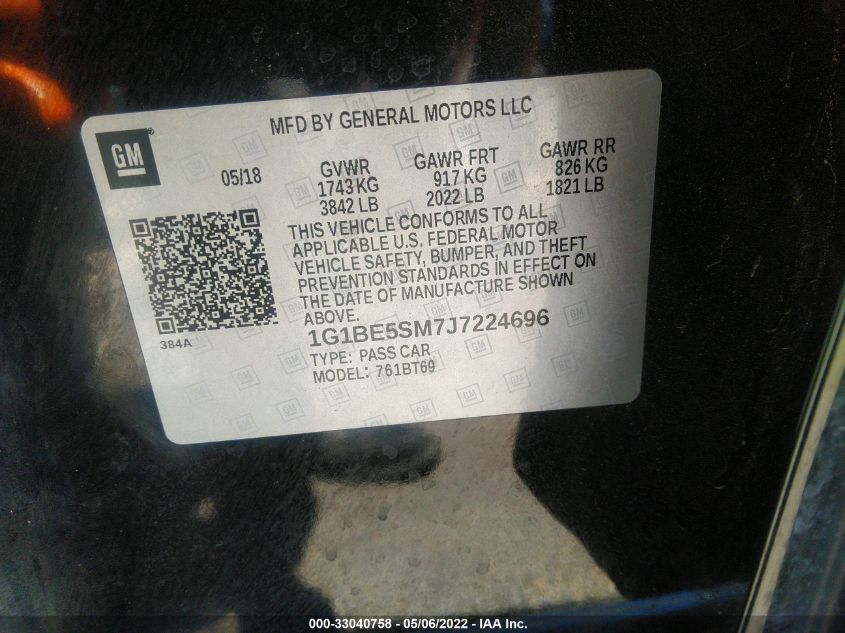 MFD BY GENERAL MOTORS LLC
GM®
05/18
GVWR GAWR FRT GAWR RR
1743 KG 917 KG 826 KG
3842 LB 2022 LB 1821 LB
THIS VEHICLE CONFORMS TO ALL
APPLICABLE U.S. FEDERAL MOTOR
VEHICLE SAFETY, BUMPER, AND THEFT
PREVENTION STANDARDS IN EFFECT ON
THE DATE OF MANUFACTURE SHOWN
ABOVE.
384A
1G1BE5SM7J7224696
TYPE: PASS CAR
MODEL: 761BT69
000-33040758 - 05/06/2022 - IAA Inc.